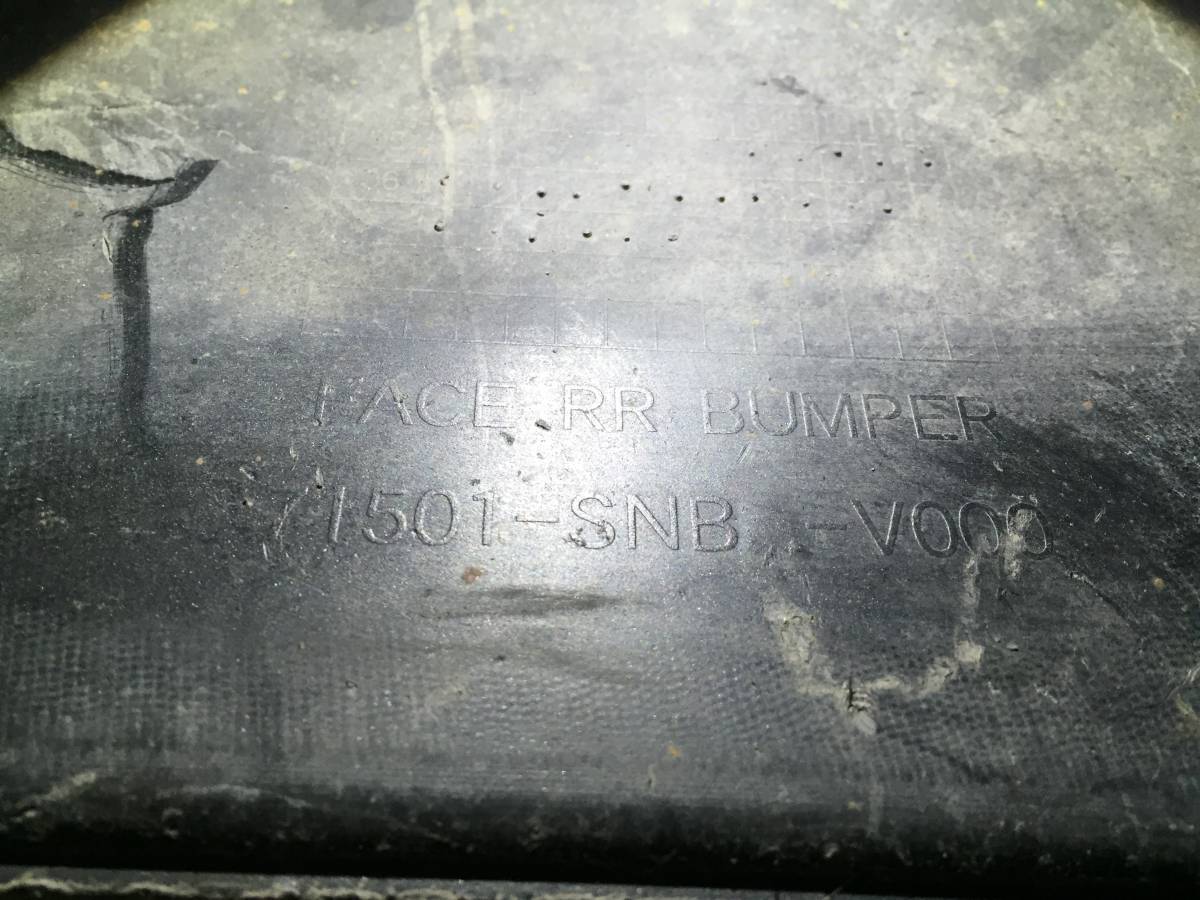 FACE RR BUMPER
71501-SNB -V000